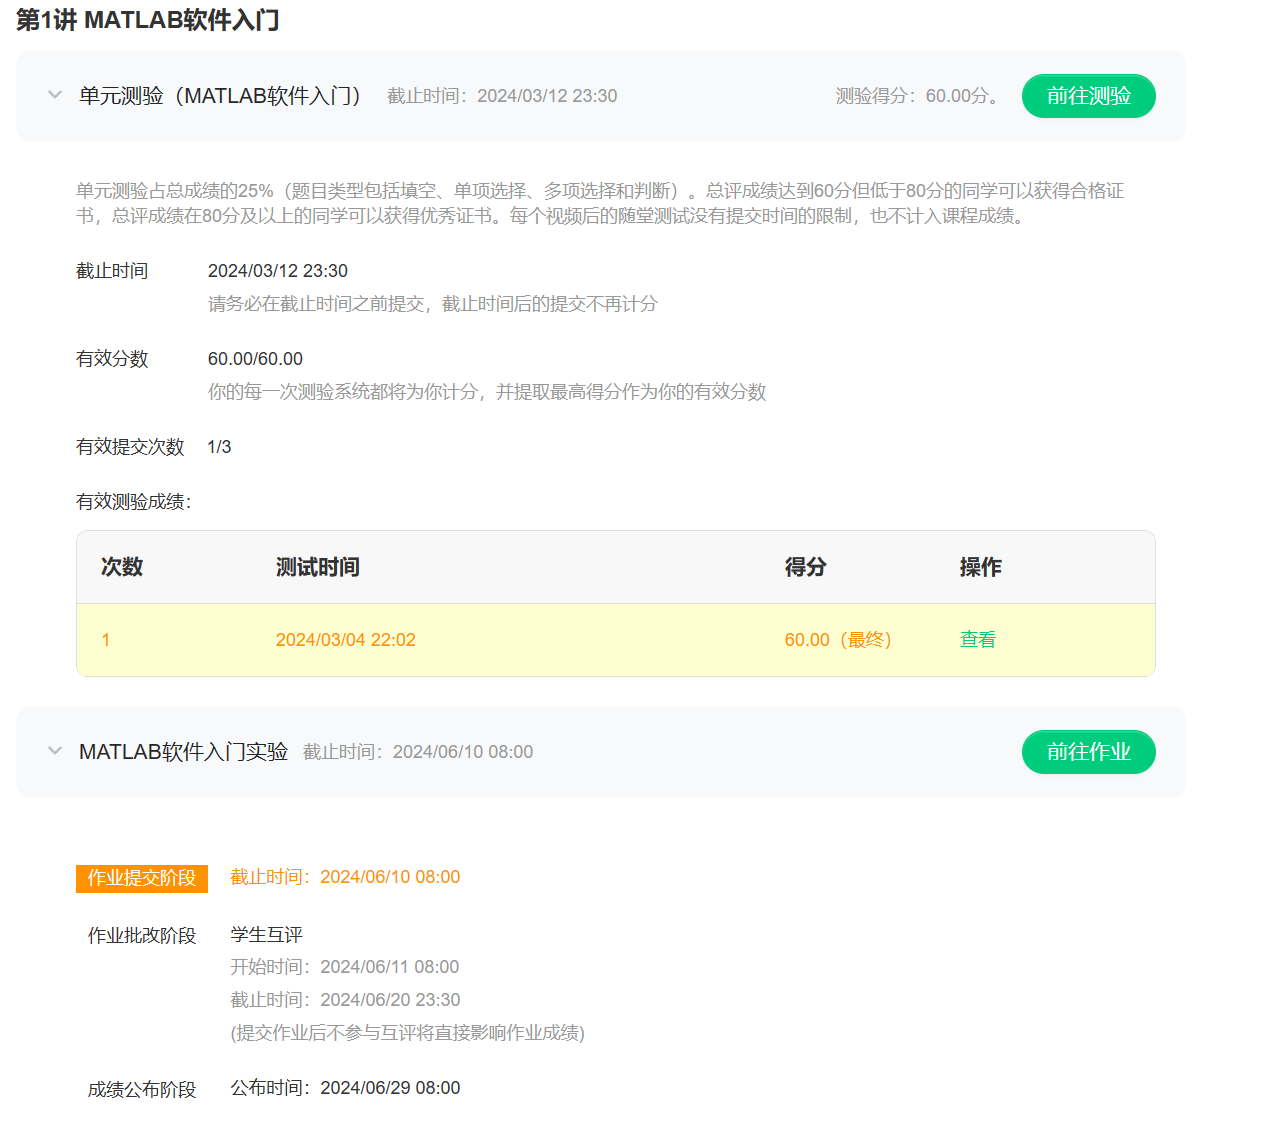 第1讲 MATLAB软件入门
单元测验（MATLAB软件入门） 截止时间：2024/03/12 23:30 测验得分：60.00分。 前往测验
单元测验占总成绩的25%（题目类型包括填空、单项选择、多项选择和判断）。总评成绩达到60分但低于80分的同学可以获得合格证
书，总评成绩在80分及以上的同学可以获得优秀证书。每个视频后的随堂测试没有提交时间的限制，也不计入课程成绩。
截止时间 2024/03/12 23:30
请务必在截止时间之前提交，截止时间后的提交不再计分
有效分数 60.00/60.00
你的每一次测验系统都将为你计分，并提取最高得分作为你的有效分数
有效提交次数 1/3
有效测验成绩：
次数 测试时间 得分 操作
1 2024/03/04 22:02 60.00（最终） 查看
MATLAB软件入门实验 截止时间：2024/06/10 08:00 前往作业
作业提交阶段 截止时间：2024/06/10 08:00
作业批改阶段 学生互评
开始时间：2024/06/11 08:00
截止时间：2024/06/20 23:30
(提交作业后不参与互评将直接影响作业成绩)
成绩公布阶段 公布时间：2024/06/29 08:00